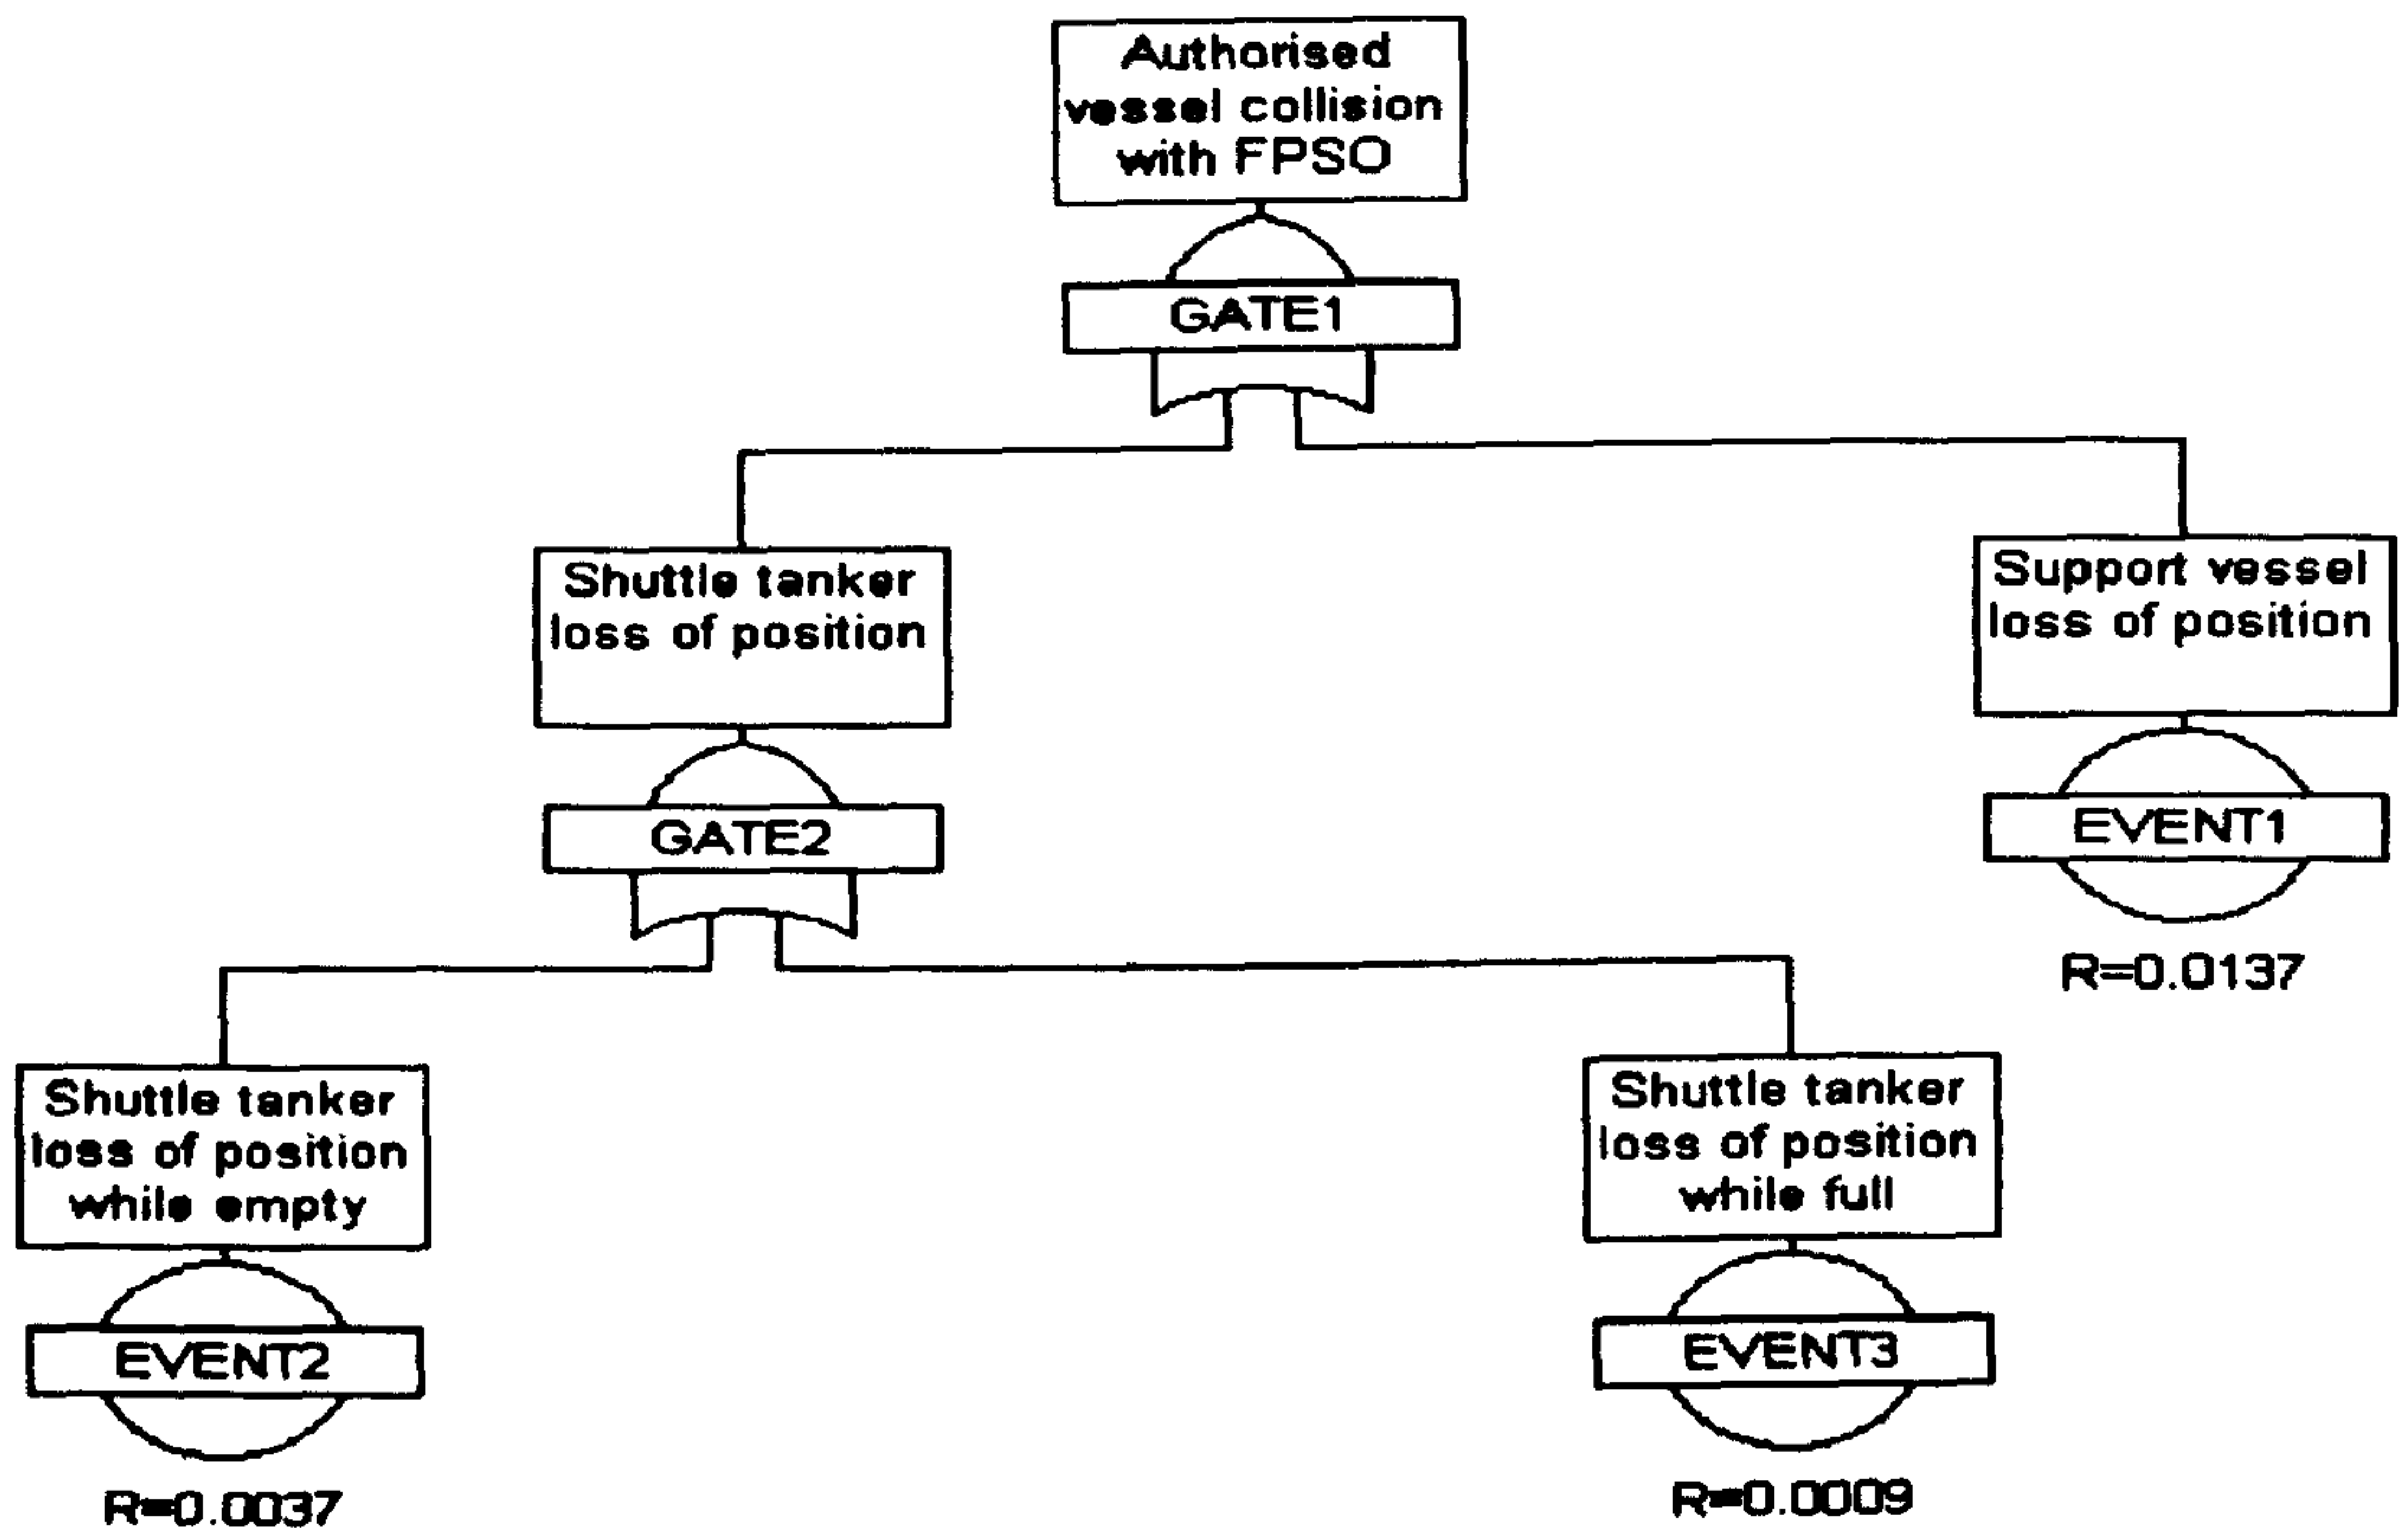 Authorised
vessel collision
with FPSO
GATE1
Shuttle tanker
loss of position
Support vessel
loss of position
GATE2
EVENT1
R=0.0137
Shuttle tanker
loss of position
while empty
Shuttle tanker
loss of position
while full
EVENT2
EVENT3
R=0.0037
R=0.0009